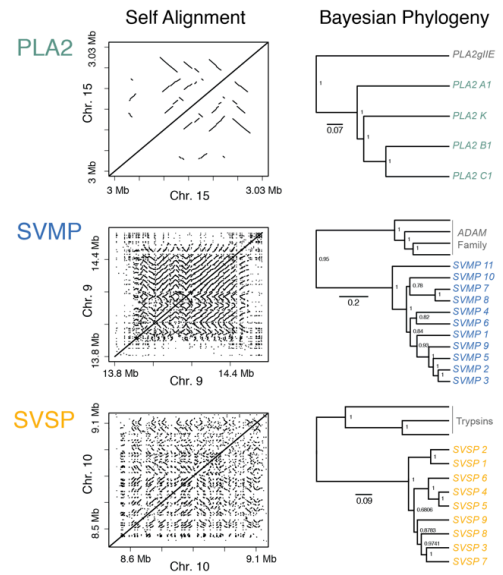 Self Alignment
Bayesian Phylogeny
PLA2
3.03 Mb
Chr. 15
3 Mb
3 Mb
3.03 Mb
Chr. 15
PLA2gIIE
1
PLA2 A1
1
PLA2 K
1
0.07
PLA2 B1
1
PLA2 C1
SVMP
14.4 Mb
Chr. 9
13.8 Mb
13.8 Mb
14.4 Mb
Chr. 9
1
ADAM
1
Family
1
0.95
SVMP 11
1
SVMP 10
0.76
SVMP 7
1
SVMP 8
0.2
1
SVMP 4
0.82
SVMP 6
SVMP 1
0.84
SVMP 9
SVMP 5
1
SVMP 2
1
SVMP 3
SVSP
9.1 Mb
Chr. 10
8.5 Mb
8.6 Mb
9.1 Mb
Chr. 10
1
Trypsins
1
SVSP 2
1
SVSP 1
1
SVSP 6
1
SVSP 4
1
SVSP 5
0.09
SVSP 9
0.8783
SVSP 8
0.9741
SVSP 3
1
SVSP 7